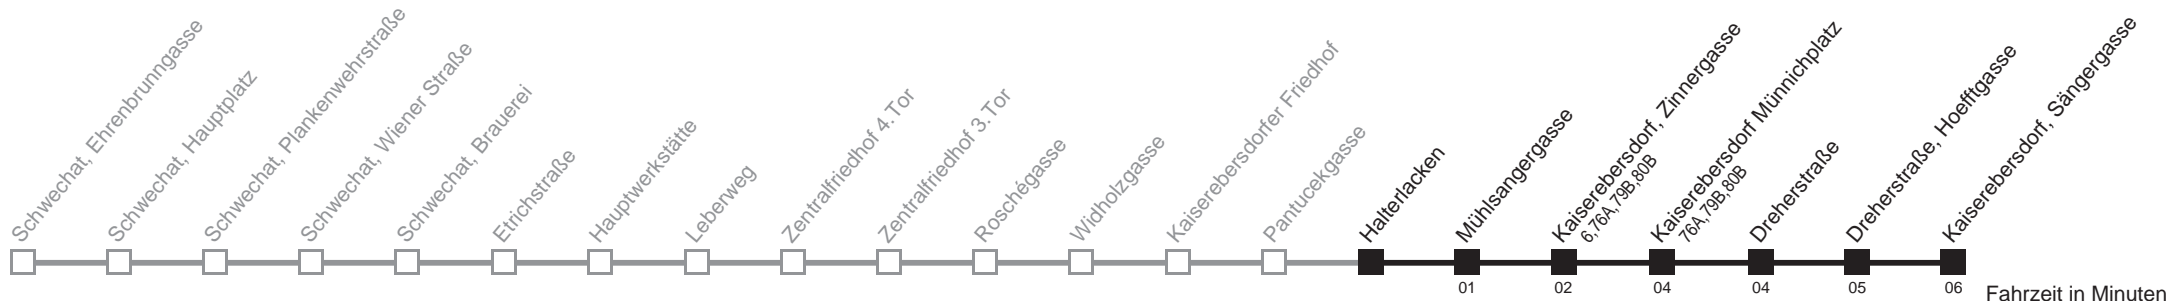 Schwechat, Ehrenbrunngasse
Schwechat, Hauptplatz
Schwechat, Plankenwehrstraße
Schwechat, Wiener Straße
Schwechat, Brauerei
Etrichstraße
Hauptwerkstätte
Leberweg
Zentralfriedhof 4. Tor
Zentralfriedhof 3. Tor
Roschégasse
Widholzgasse
Kaiserebersdorfer Friedhof
Pantucekgasse
Halterlacken
Mühlsangergasse
Kaiserebersdorf, Zinnergasse
6,76A,79B,80B
Kaiserebersdorf Münnichplatz
76A,79B,80B
Dreherstraße
Dreherstraße, Hoefftgasse
Kaiserebersdorf, Sängergasse
01 02 04 04 05 06 Fahrzeit in Minuten